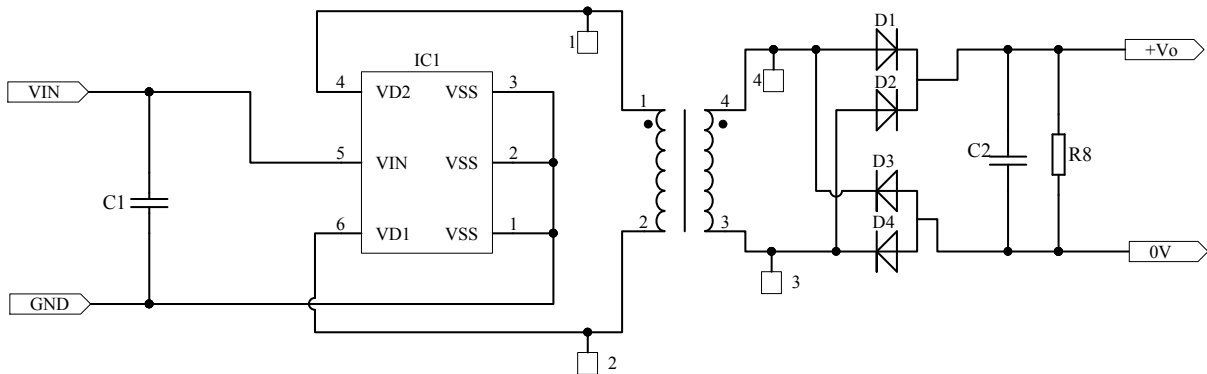 D1
1
+Vo
IC1
4
4 VD2 VSS 3
VIN
D2
1
4
5 VIN VSS 2
C2
R8
C1
D3
6 VD1 VSS 1
2
3
D4
0V
3
GND
2